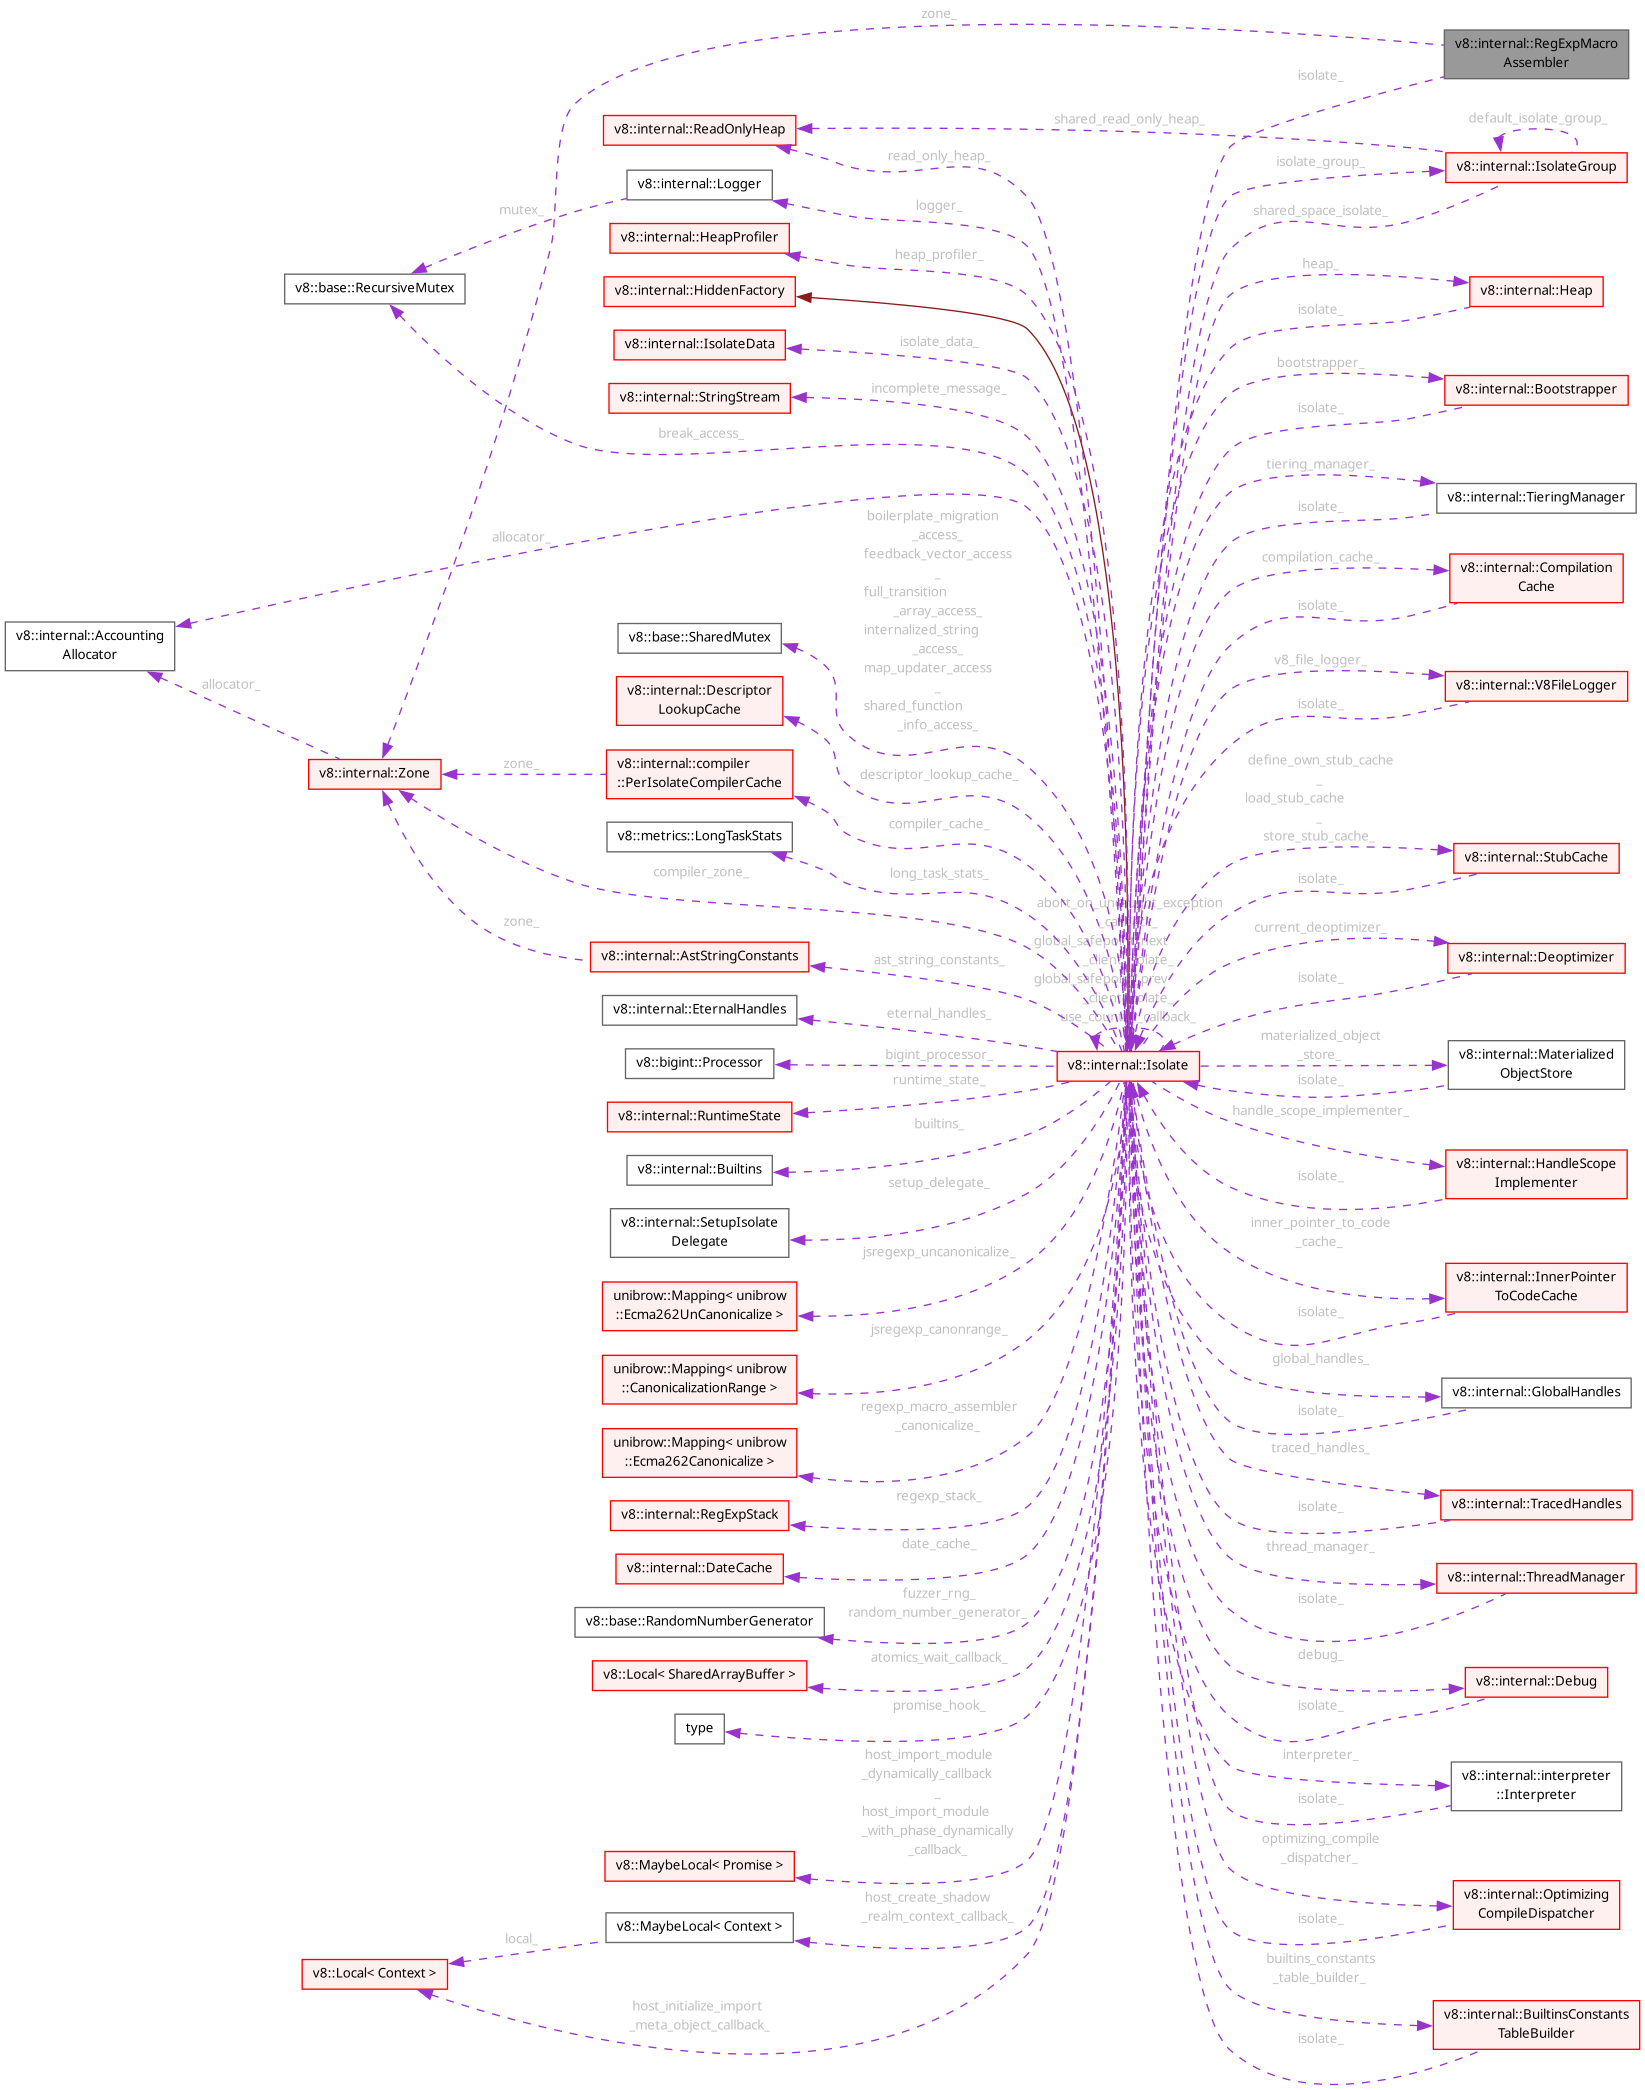 zone_
v8::internal::RegExpMacro
Assembler
isolate_
shared_read_only_heap_
default_isolate_group_
v8::internal::ReadOnlyHeap
read_only_heap_
isolate_group_
v8::internal::IsolateGroup
v8::internal::Logger
logger_
shared_space_isolate_
mutex_
v8::internal::HeapProfiler
heap_profiler_
heap_
v8::base::RecursiveMutex
v8::internal::HiddenFactory
v8::internal::Heap
isolate_
v8::internal::IsolateData
isolate_data_
bootstrapper_
v8::internal::StringStream
incomplete_message_
v8::internal::Bootstrapper
isolate_
break_access_
tiering_manager_
v8::internal::TieringManager
isolate_
allocator_
boilerplate_migration
_access_
feedback_vector_access
_
full_transition
_array_access_
internalized_string
_access_
map_updater_access
_
shared_function
_info_access_
compilation_cache_
v8::internal::Compilation
Cache
isolate_
v8::internal::Accounting
Allocator
v8::base::SharedMutex
v8_file_logger_
v8::internal::V8FileLogger
isolate_
allocator_
v8::internal::Descriptor
LookupCache
descriptor_lookup_cache_
v8::internal::Zone
zone_
v8::internal::compiler
::PerIsolateCompilerCache
compiler_cache_
define_own_stub_cache
_
load_stub_cache
_
store_stub_cache_
v8::metrics::LongTaskStats
long_task_stats_
v8::internal::StubCache
isolate_
compiler_zone_
zone_
v8::internal::AstStringConstants
ast_string_constants_
current_deoptimizer_
v8::internal::Deoptimizer
isolate_
v8::internal::EternalHandles
eternal_handles_
v8::internal::Isolate
v8::bigint::Processor
bigint_processor_
materialized_object
_store_
v8::internal::Materialized
ObjectStore
isolate_
v8::internal::RuntimeState
runtime_state_
handle_scope_implementer_
v8::internal::HandleScope
Implementer
isolate_
v8::internal::Builtins
builtins_
v8::internal::SetupIsolate
Delegate
setup_delegate_
inner_pointer_to_code
_cache_
v8::internal::InnerPointer
ToCodeCache
isolate_
jsregexp_uncanonicalize_
unibrow::Mapping< unibrow
::Ecma262UnCanonicalize >
jsregexp_canonrange_
unibrow::Mapping< unibrow
::CanonicalizationRange >
global_handles_
v8::internal::GlobalHandles
isolate_
regexp_macro_assembler
_canonicalize_
unibrow::Mapping< unibrow
::Ecma262Canonicalize >
traced_handles_
v8::internal::TracedHandles
isolate_
v8::internal::RegExpStack
regexp_stack_
thread_manager_
v8::internal::ThreadManager
isolate_
v8::internal::DateCache
date_cache_
v8::base::RandomNumberGenerator
fuzzer_rng_
random_number_generator_
v8::Local< SharedArrayBuffer >
atomics_wait_callback_
debug_
v8::internal::Debug
isolate_
type
promise_hook_
interpreter_
v8::internal::interpreter
::Interpreter
isolate_
host_import_module
_dynamically_callback
_
host_import_module
_with_phase_dynamically
_callback_
v8::MaybeLocal< Promise >
optimizing_compile
_dispatcher_
v8::internal::Optimizing
CompileDispatcher
isolate_
host_create_shadow
_realm_context_callback_
v8::MaybeLocal< Context >
local_
v8::Local< Context >
host_initialize_import
_meta_object_callback_
builtins_constants
_table_builder_
v8::internal::BuiltinsConstants
TableBuilder
isolate_